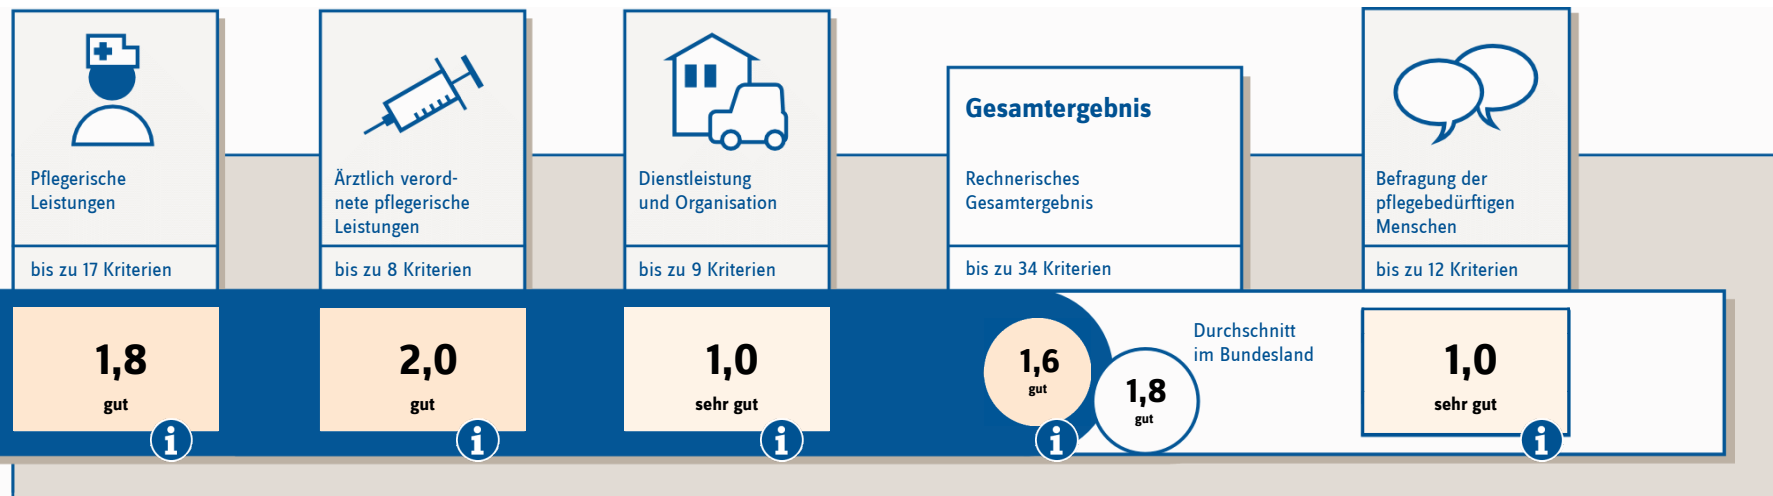 Pflegerische
Leistungen
bis zu 17 Kriterien
1,8
gut
i
Ärztlich verord-
nete pflegerische
Leistungen
bis zu 8 Kriterien
2,0
gut
i
Dienstleistung
und Organisation
bis zu 9 Kriterien
1,0
sehr gut
i
Gesamtergebnis
Rechnerisches
Gesamtergebnis
bis zu 34 Kriterien
1,6
gut
i
1,8
gut
Durchschnitt
im Bundesland
Befragung der
pflegebedürftigen
Menschen
bis zu 12 Kriterien
1,0
sehr gut
i